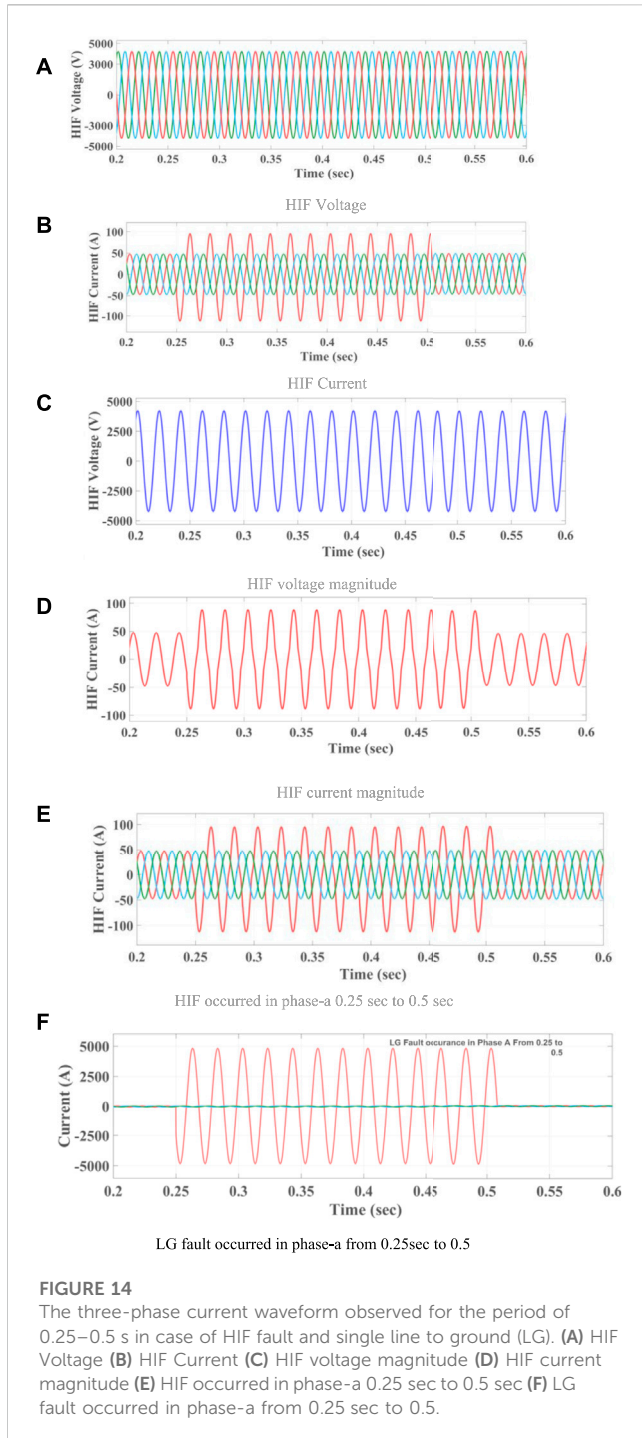 A
HIF Voltage (V)
5000
3000
0
-3000
-5000
0.2 0.25 0.3 0.35 0.4 0.45 0.5 0.55 0.6
Time (sec)
HIF Voltage
B
HIF Current (A)
100
50
0
-50
-100
0.2 0.25 0.3 0.35 0.4 0.45 0.5 0.55 0.6
Time (sec)
HIF Current
C
HIF Voltage (V)
5000
2500
0
-2500
-5000
0.2 0.25 0.3 0.35 0.4 0.45 0.5 0.55 0.6
Time (sec)
HIF voltage magnitude
D
HIF Current (A)
100
50
0
-50
-100
0.2 0.25 0.3 0.35 0.4 0.45 0.5 0.55 0.6
Time (sec)
HIF current magnitude
E
HIF Current (A)
100
50
0
-50
-100
0.2 0.25 0.3 0.35 0.4 0.45 0.5 0.55 0.6
Time (sec)
HIF occurred in phase-a 0.25 sec to 0.5 sec
F
LG Fault occurance in Phase A From 0.25 to
0.5
Current (A)
5000
2500
0
-2500
-5000
0.2 0.25 0.3 0.35 0.4 0.45 0.5 0.55 0.6
Time (sec)
LG fault occurred in phase-a from 0.25sec to 0.5
FIGURE 14
The three-phase current waveform observed for the period of
0.25–0.5 s in case of HIF fault and single line to ground (LG). (A) HIF
Voltage (B) HIF Current (C) HIF voltage magnitude (D) HIF current
magnitude (E) HIF occurred in phase-a 0.25 sec to 0.5 sec (F) LG
fault occurred in phase-a from 0.25 sec to 0.5.